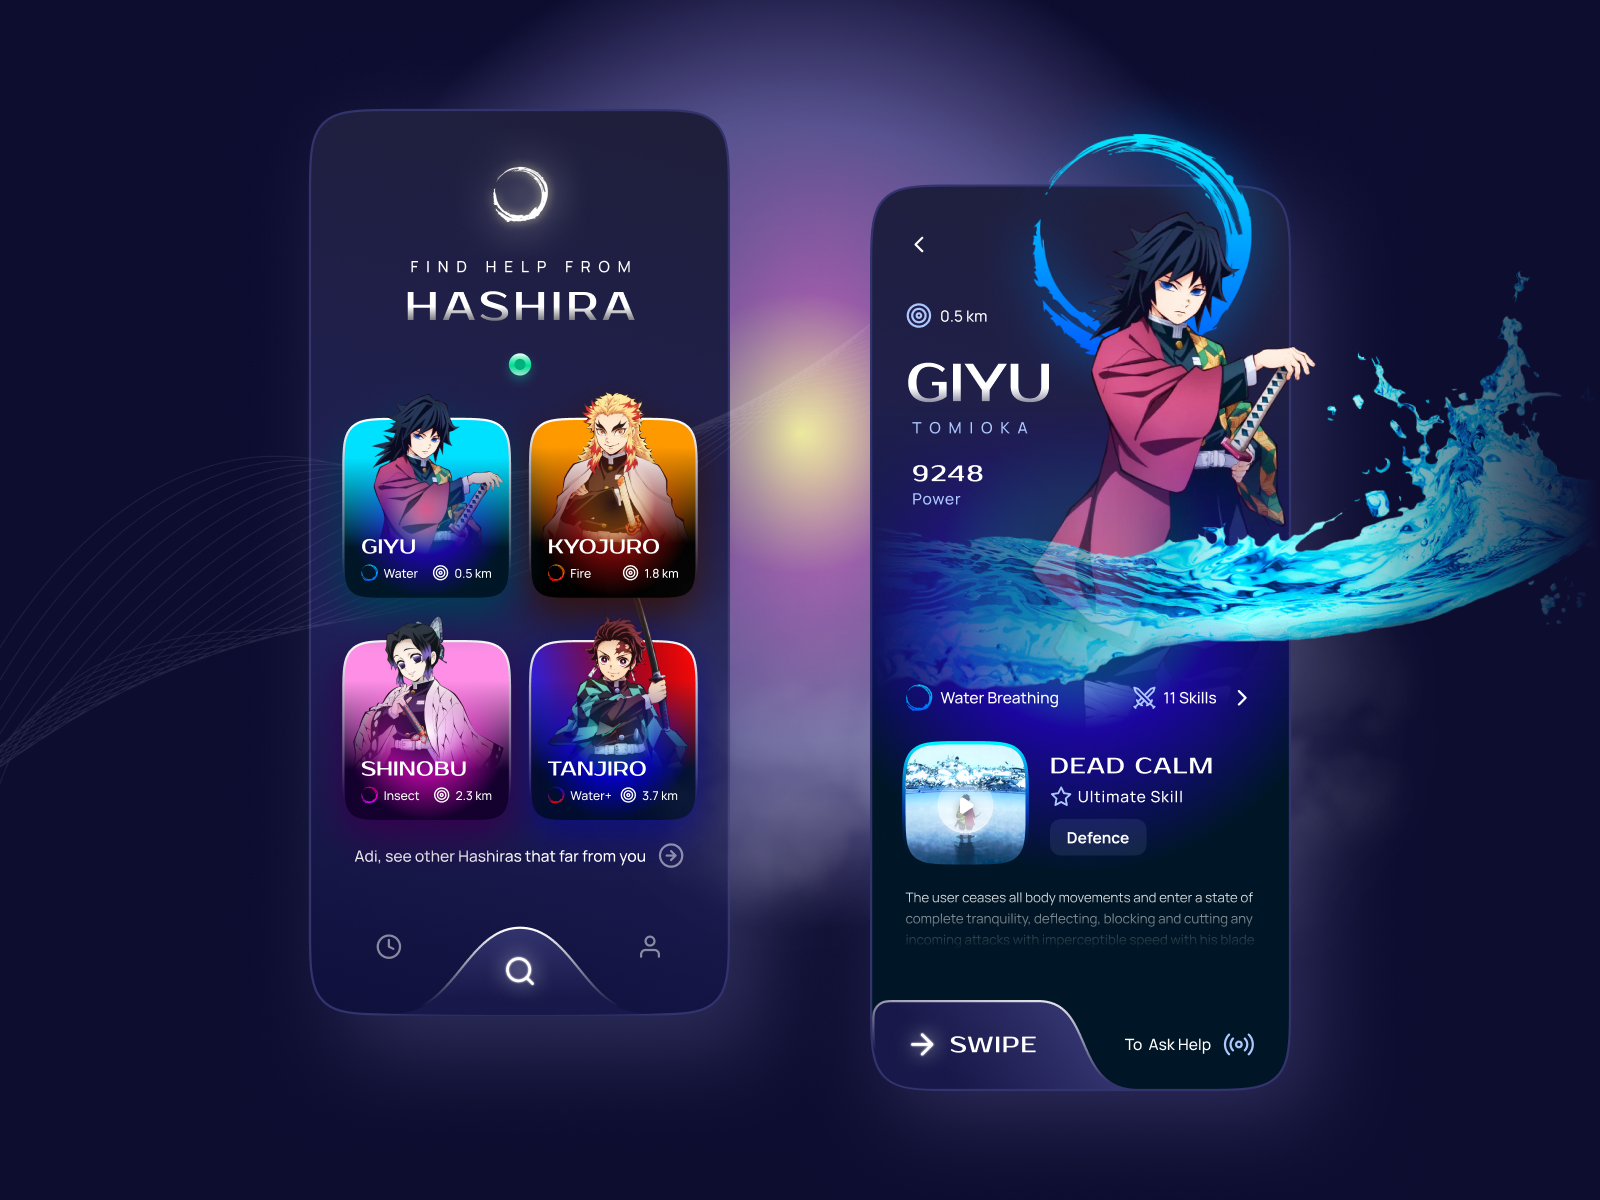 FIND HELP FROM
HASHIRA
GIYU
Water 0.5 km
KYOJURO
Fire 1.8 km
SHINOBU
Insect 2.3 km
TANJIRO
Water+ 3.7 km
Adi, see other Hashiras that far from you
0.5 km
GIYU
TOMIOKA
9248
Power
Water Breathing
11 Skills
DEAD CALM
Ultimate Skill
Defence
The user ceases all body movements and enter a state of
complete tranquility, deflecting, blocking and cutting any
incoming attacks with imperceptible speed with his blade
SWIPE
To Ask Help